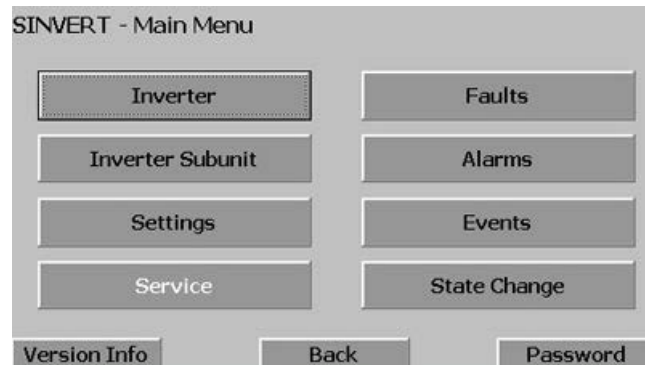 SINVERT - Main Menu
Inverter
Faults
Inverter Subunit
Alarms
Settings
Events
Service
State Change
Version Info
Back
Password